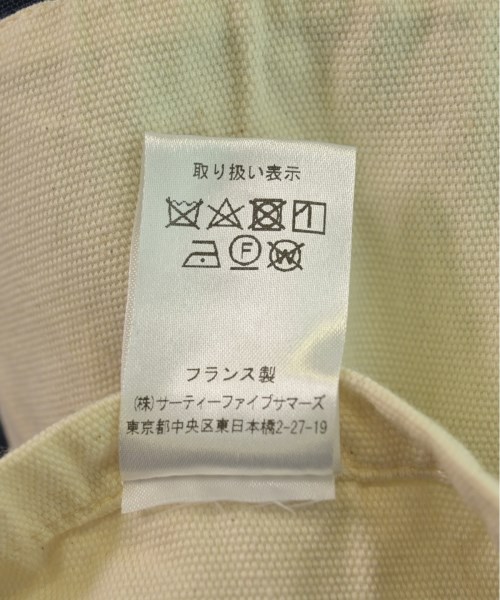 取り扱い表示
F
W
フランス製
(株)サーティーファイブサマーズ
東京都中央区東日本橋2-27-19